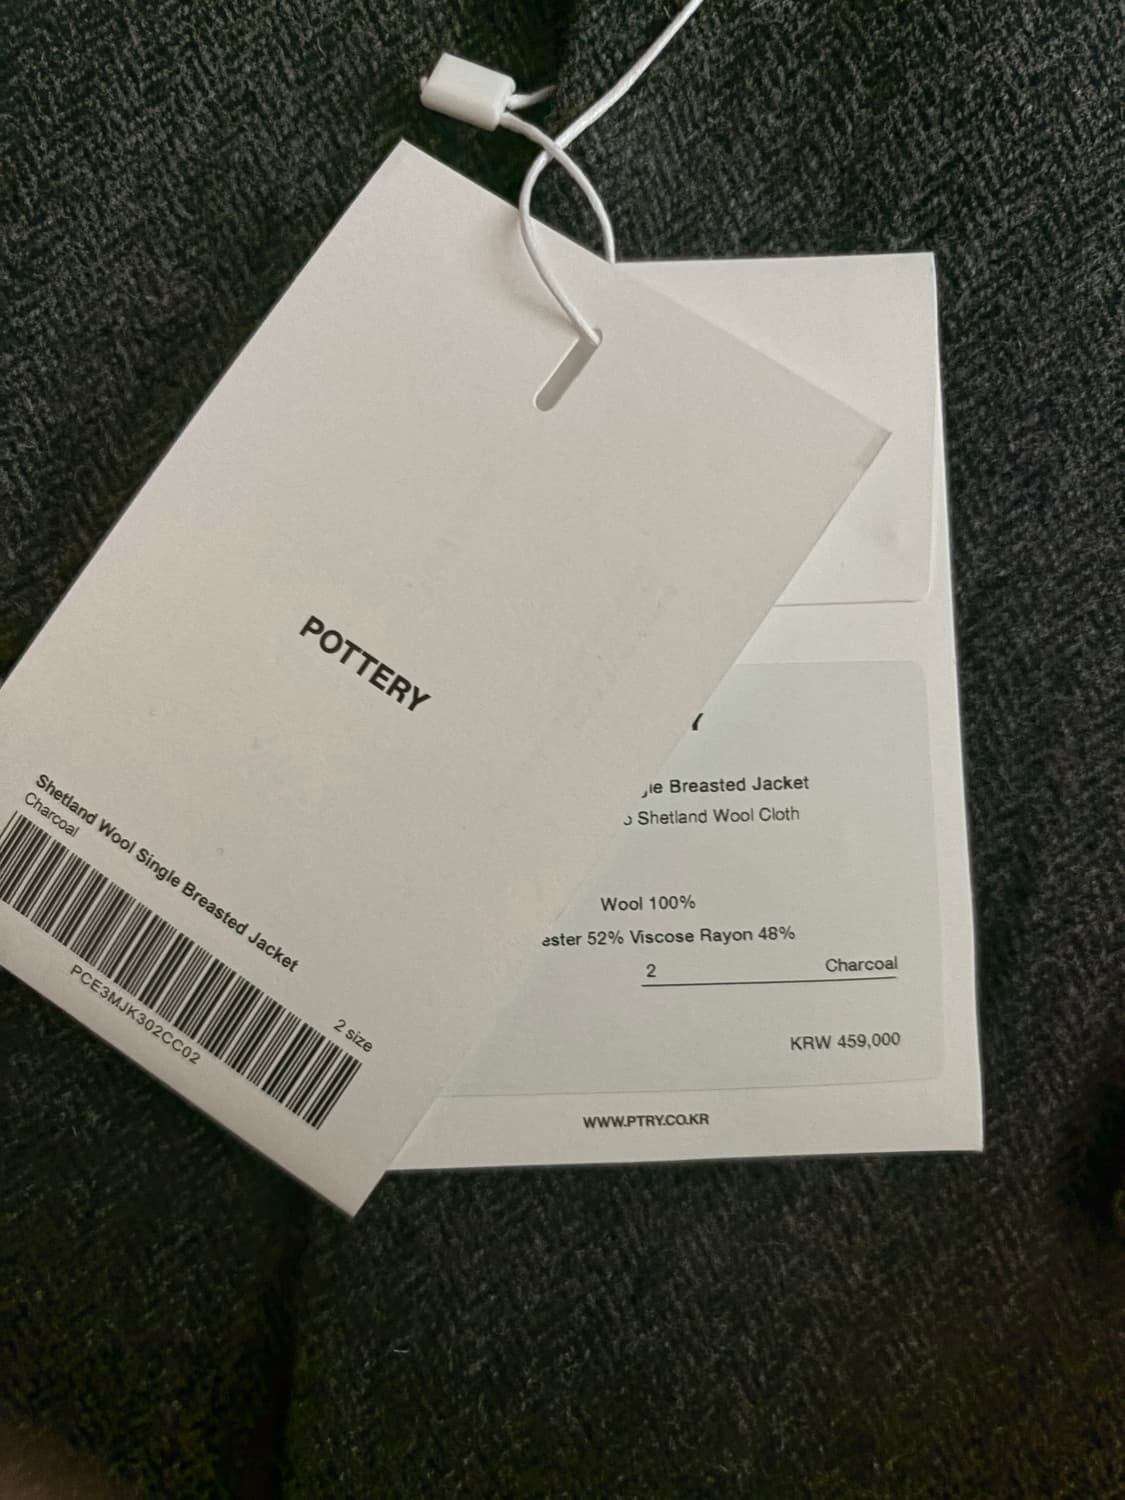 POTTERY
Shetland Wool Single Breasted Jacket
Charcoal
2 size
PCE3MJK302CC02
Breasted Jacket
Shetland Wool Cloth
Wool 100%
52% Viscose Rayon 48%
2 Charcoal
KRW 459,000
WWW.PTRY.CO.KR